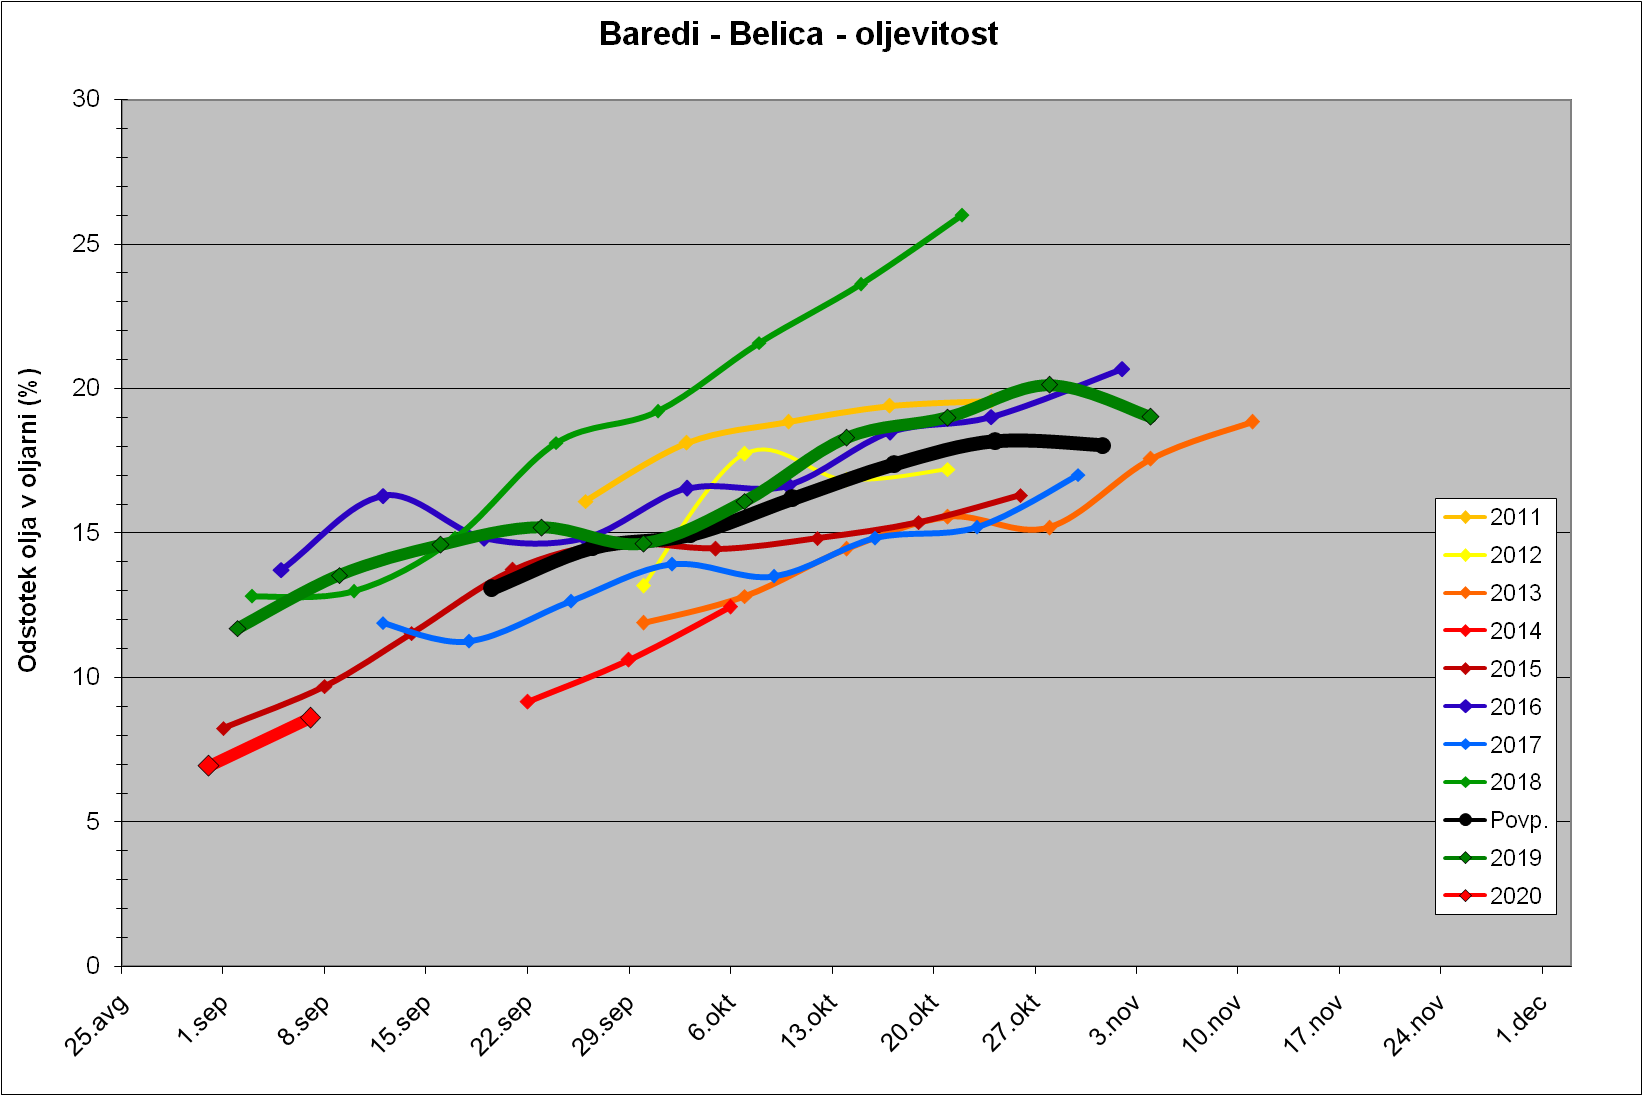 Baredi - Belica - oljevitost
Odstotek olja v oljarni (%)
30
25
20
15
10
5
0
25.avg
1.sep
8.sep
15.sep
22.sep
29.sep
6.okt
13.okt
20.okt
27.okt
3.nov
10.nov
17.nov
24.nov
1.dec
2011
2012
2013
2014
2015
2016
2017
2018
Povp.
2019
2020